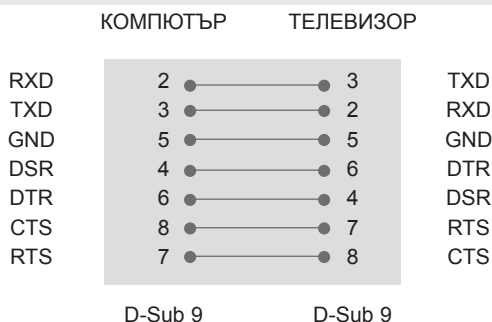 КОМПЮТЪР ТЕЛЕВИЗОР
RXD 2 3 TXD
TXD 3 2 RXD
GND 5 5 GND
DSR 4 6 DTR
DTR 6 4 DSR
CTS 8 7 RTS
RTS 7 8 CTS
D-Sub 9 D-Sub 9